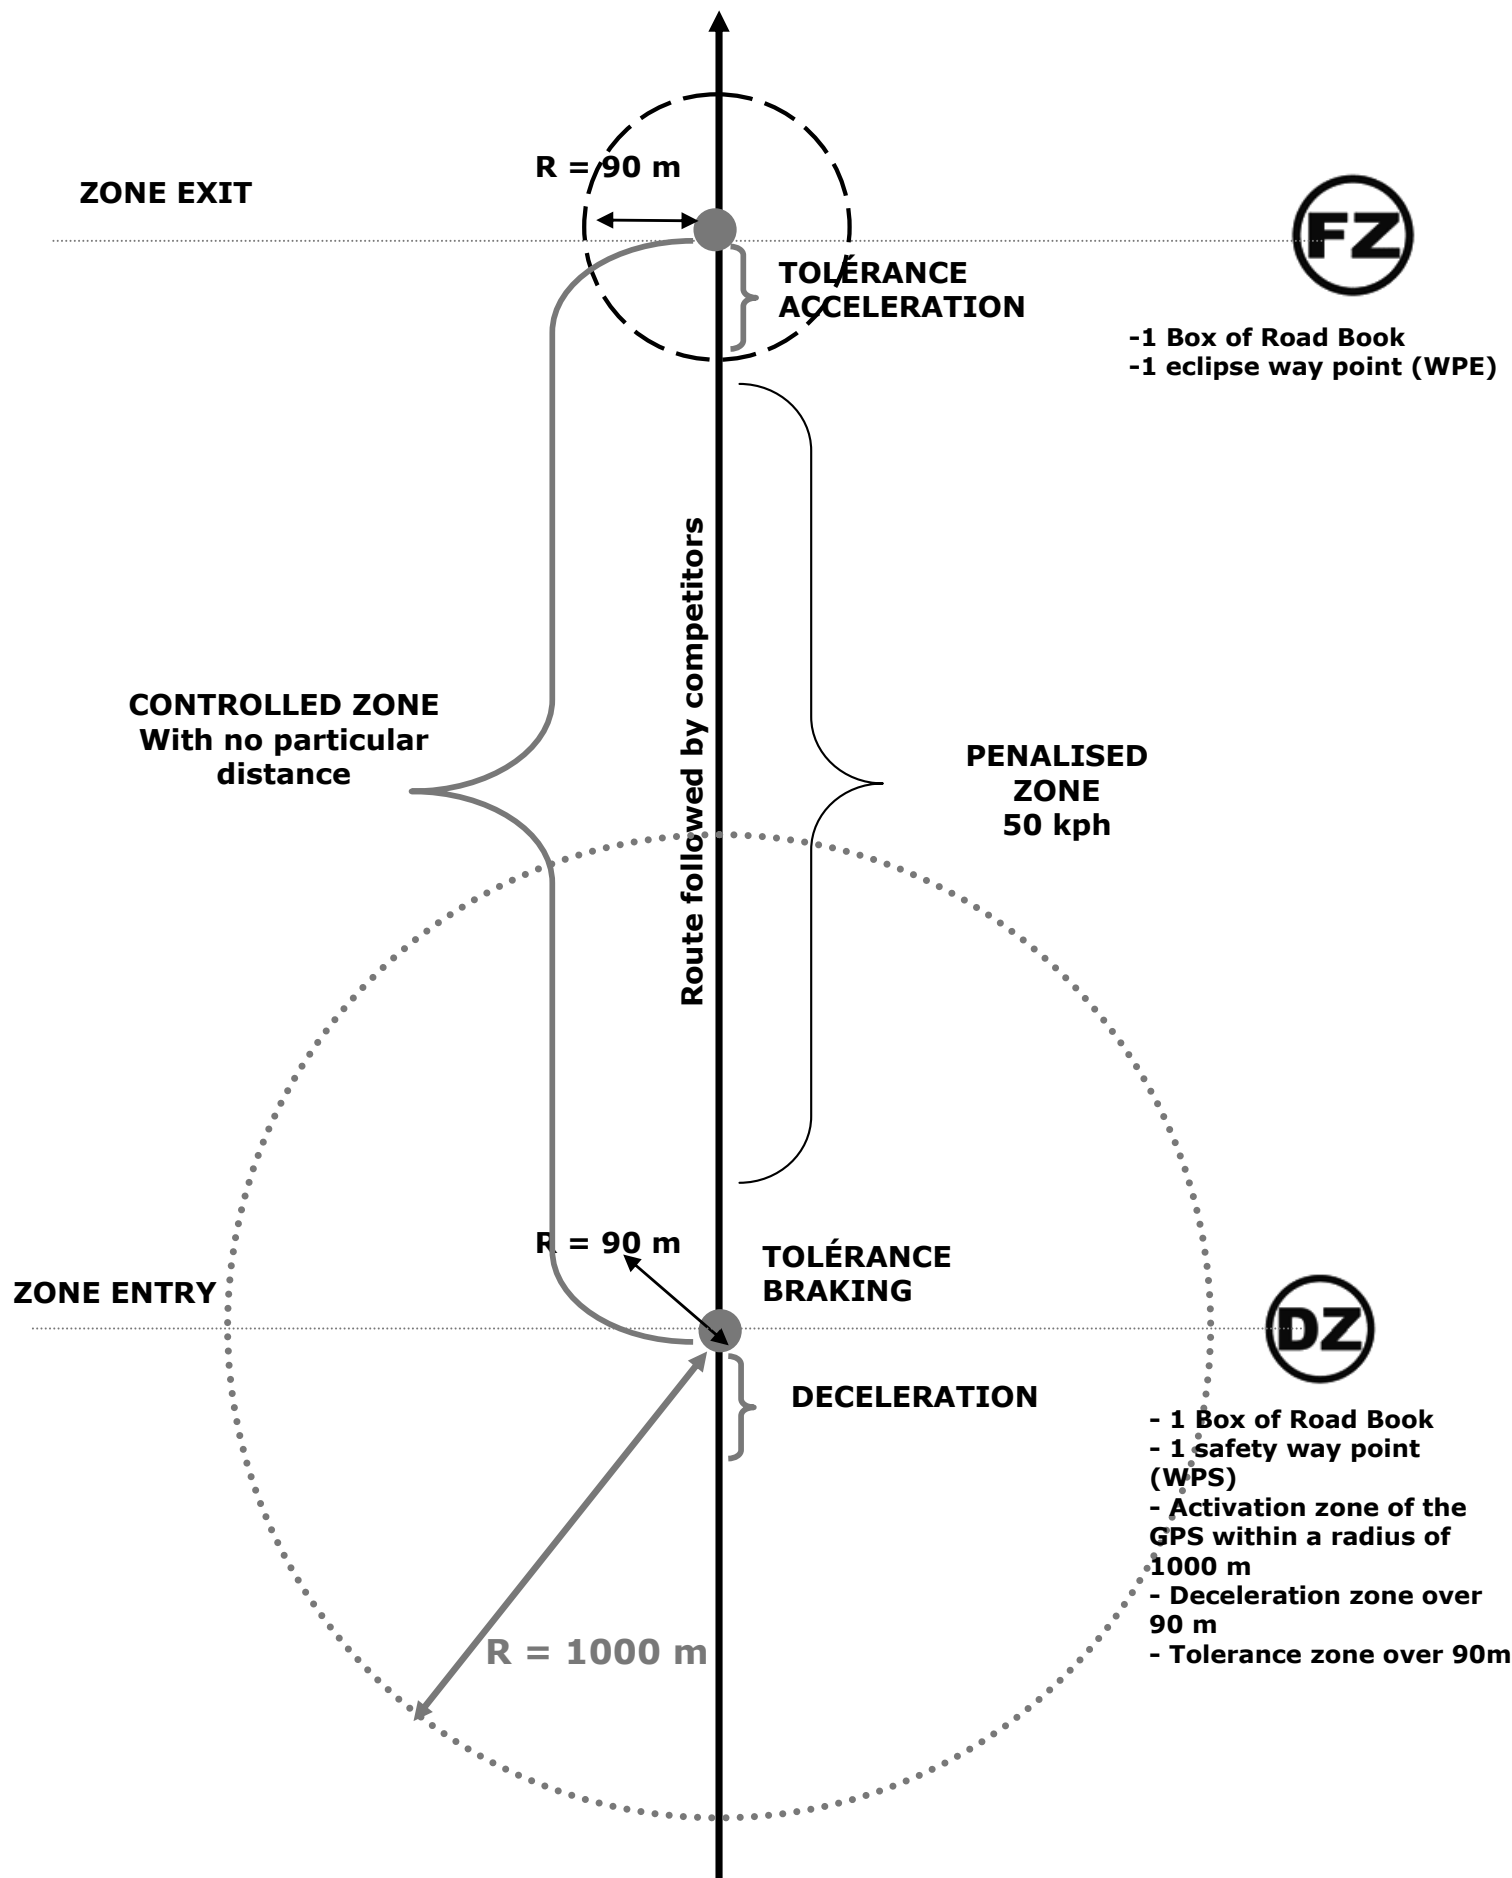 R = 90 m
ZONE EXIT
FZ
TOLÉRANCE
ACCELERATION
-1 Box of Road Book
-1 eclipse way point (WPE)
Route followed by competitors
CONTROLLED ZONE
With no particular
distance
PENALISED
ZONE
50 kph
R = 90 m
TOLÉRANCE
BRAKING
ZONE ENTRY
DZ
DECELERATION
- 1 Box of Road Book
- 1 safety way point
(WPS)
- Activation zone of the
GPS within a radius of
1000 m
- Deceleration zone over
90 m
- Tolerance zone over 90m
R = 1000 m